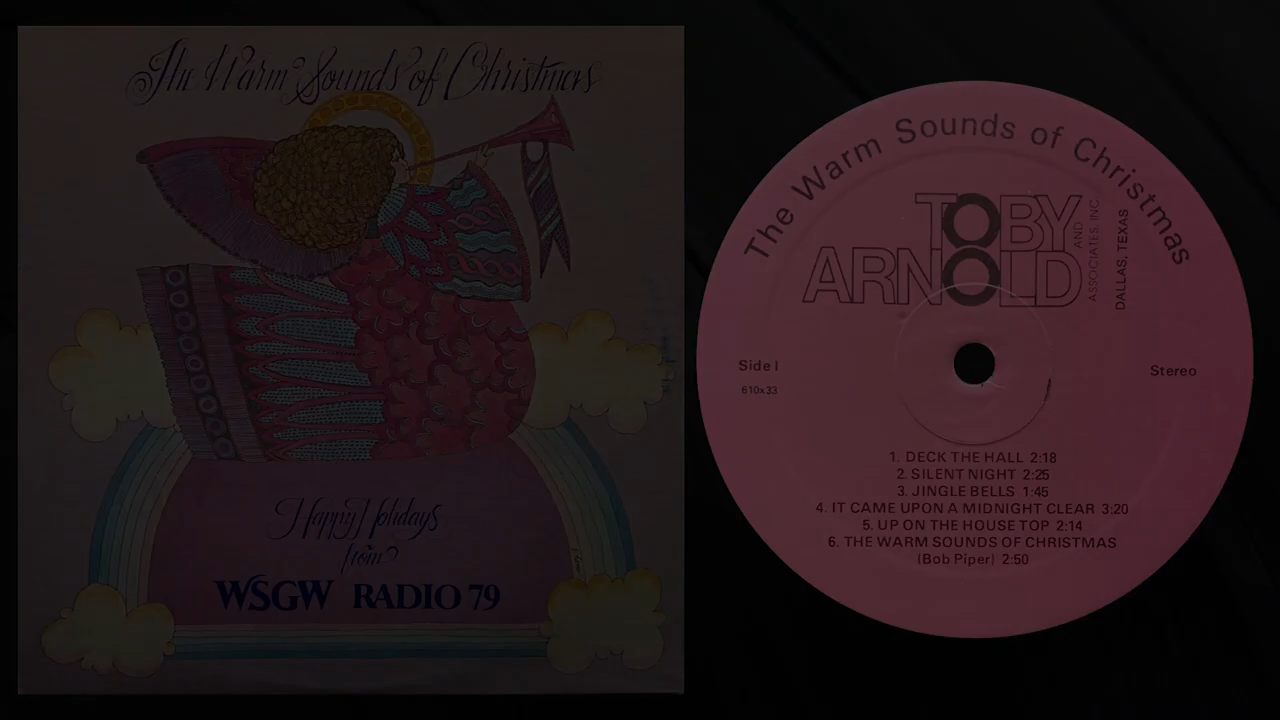 The Warm Sounds of Christmas
Happy Holidays
from
WSGW RADIO 79
The Warm Sounds of Christmas
TOBY
ARNOLD
AND
ASSOCIATES, INC.
DALLAS, TEXAS
Side I
610x33
Stereo
1. DECK THE HALL 2:18
2. SILENT NIGHT 2:25
3. JINGLE BELLS 1:45
4. IT CAME UPON A MIDNIGHT CLEAR 3:20
5. UP ON THE HOUSE TOP 2:14
6. THE WARM SOUNDS OF CHRISTMAS
(Bob Piper) 2:50